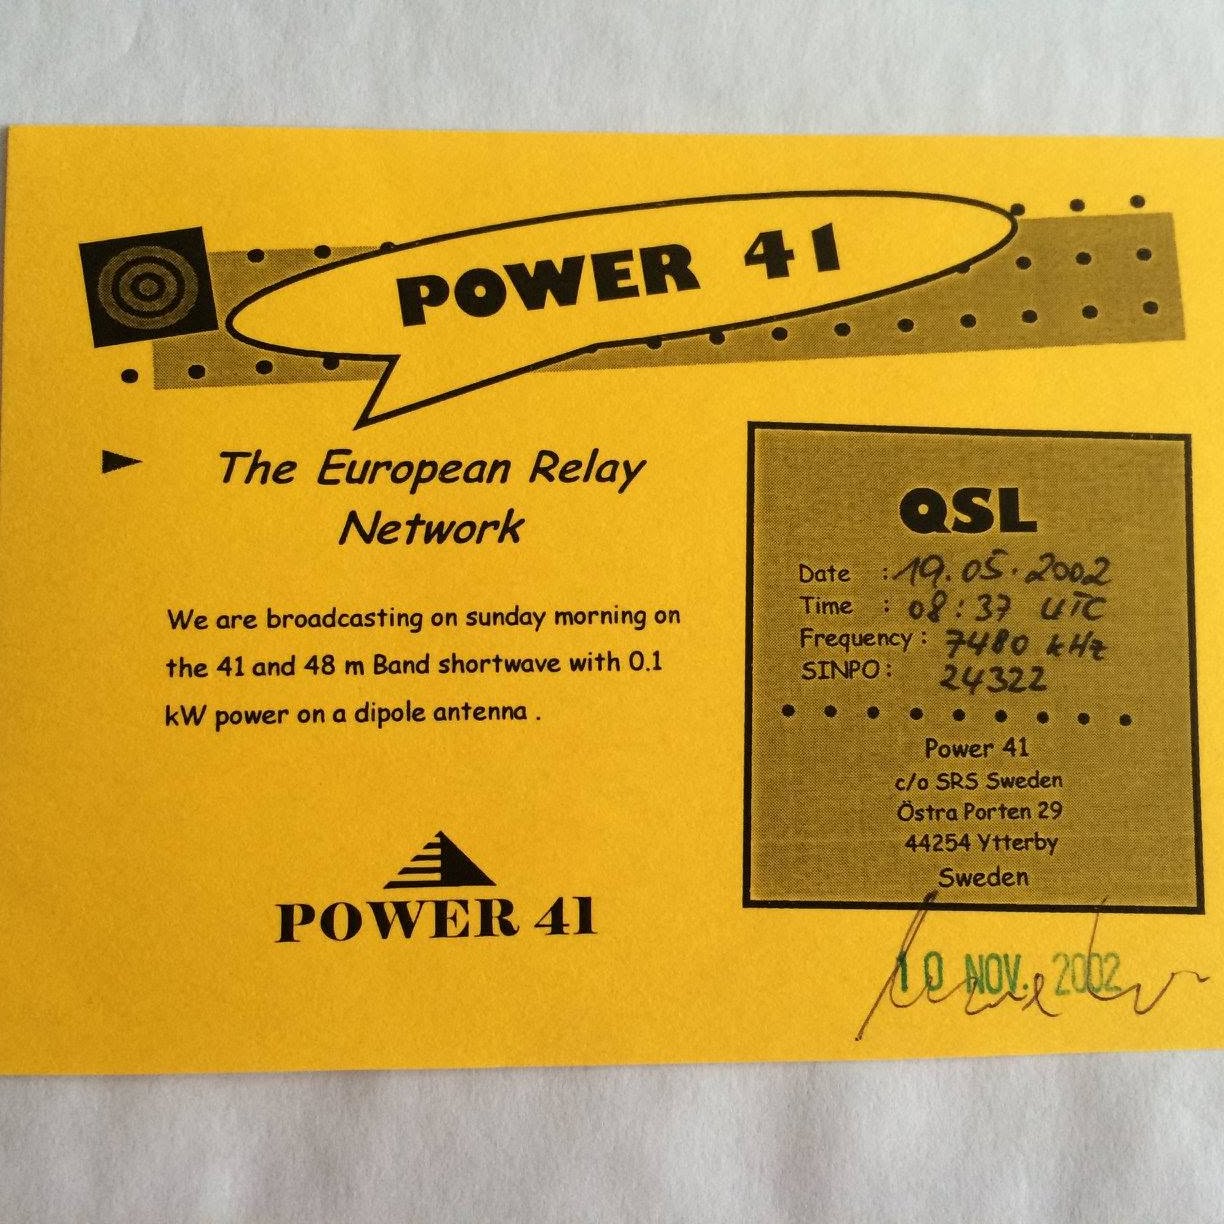 POWER 41
The European Relay
Network
We are broadcasting on sunday morning on
the 41 and 48 m Band shortwave with 0.1
kW power on a dipole antenna .
POWER 41
QSL
Date : 19.05.2002
Time : 08:37 UTC
Frequency : 7480 kHz
SINPO : 24322
Power 41
c/o SRS Sweden
Östra Porten 29
44254 Ytterby
Sweden
10 NOV. 2002